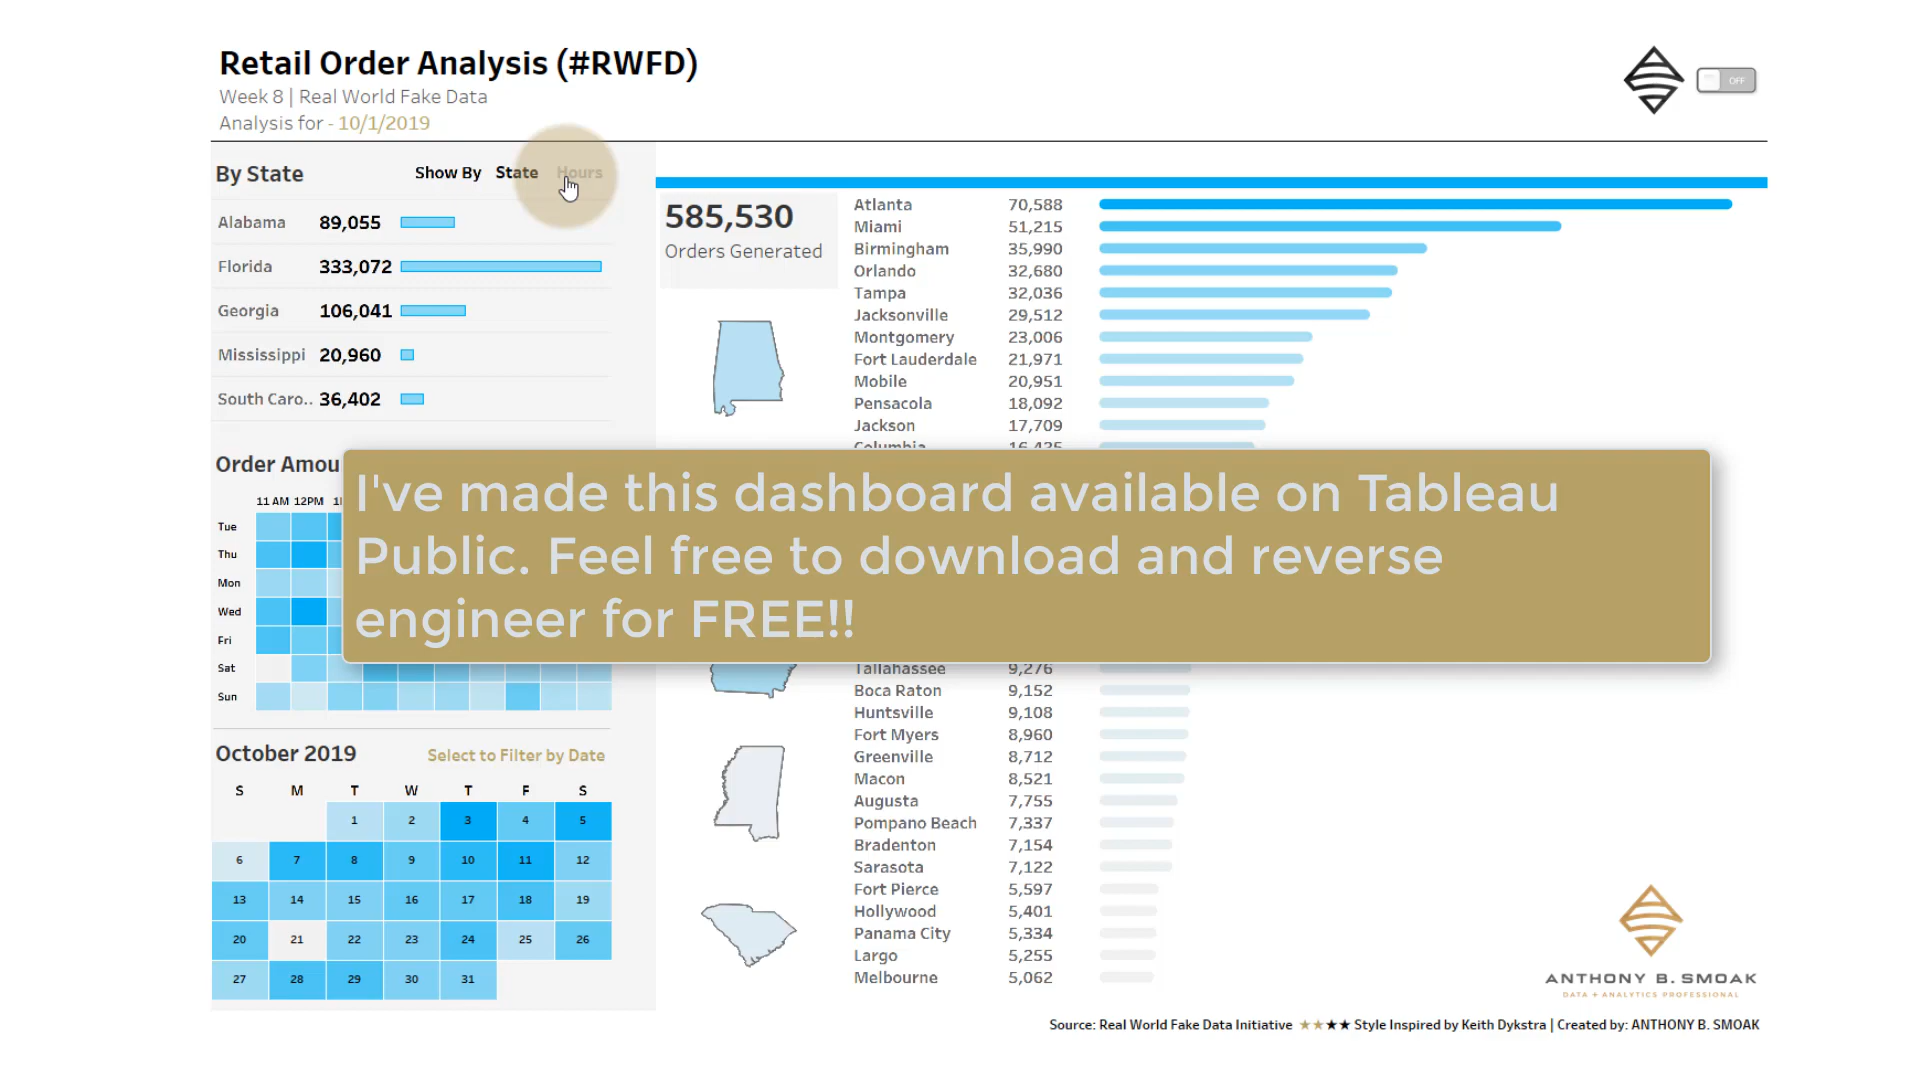 Retail Order Analysis (#RWFD)
Week 8 | Real World Fake Data
Analysis for - 10/1/2019
OFF
By State
Show By State Hours
Alabama 89,055
Florida 333,072
Georgia 106,041
Mississippi 20,960
South Caro.. 36,402
585,530
Orders Generated
Atlanta 70,588
Miami 51,215
Birmingham 35,990
Orlando 32,680
Tampa 32,036
Jacksonville 29,512
Montgomery 23,006
Fort Lauderdale 21,971
Mobile 20,951
Pensacola 18,092
Jackson 17,709
Columbia 16,435
Order Amou
11 AM 12PM
Tue
Thu
Mon
Wed
Fri
Sat
Sun
I've made this dashboard available on Tableau
Public. Feel free to download and reverse
engineer for FREE!!
Tallahassee 9,276
Boca Raton 9,152
Huntsville 9,108
Fort Myers 8,960
Greenville 8,712
Macon 8,521
Augusta 7,755
Pompano Beach 7,337
Bradenton 7,154
Sarasota 7,122
Fort Pierce 5,597
Hollywood 5,401
Panama City 5,334
Largo 5,255
Melbourne 5,062
October 2019
Select to Filter by Date
S M T W T F S
1 2 3 4 5
6 7 8 9 10 11 12
13 14 15 16 17 18 19
20 21 22 23 24 25 26
27 28 29 30 31
ANTHONY B. SMOAK
DATA + ANALYTICS PROFESSIONAL
Source: Real World Fake Data Initiative ★★★★ Style Inspired by Keith Dykstra | Created by: ANTHONY B. SMOAK